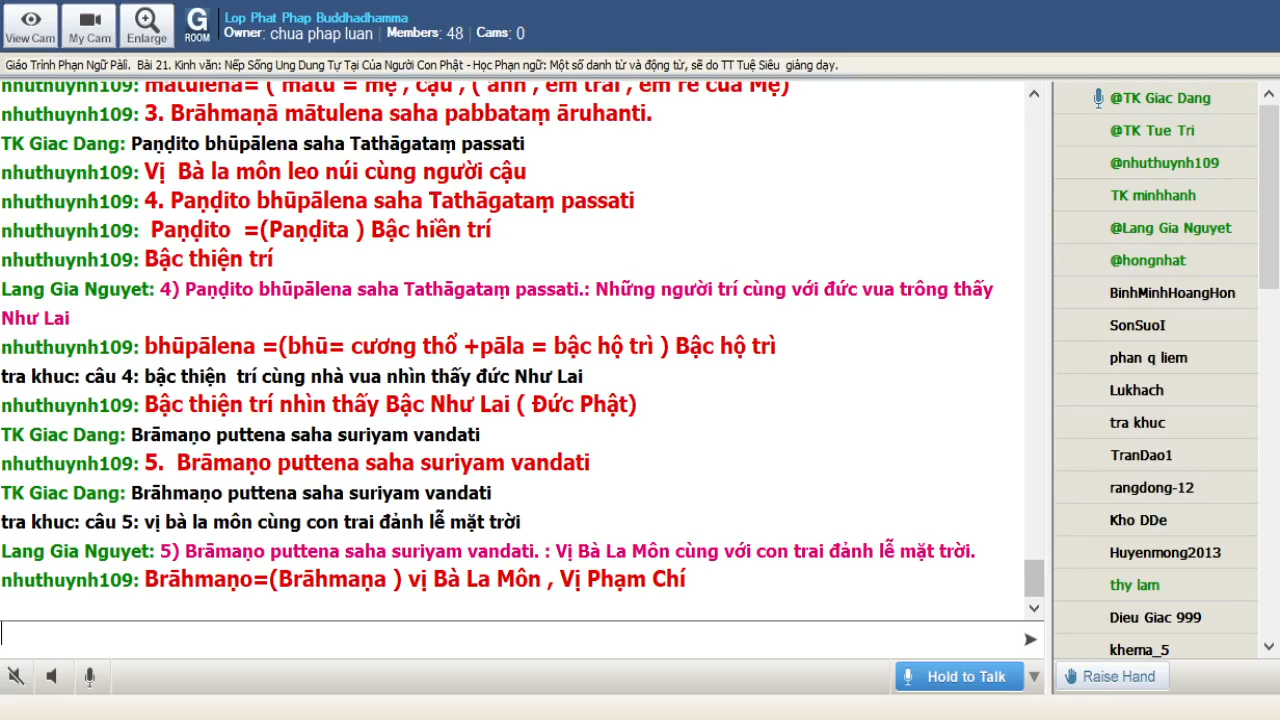 View Cam
My Cam
Enlarge
G
ROOM
Lop Phat Phap Buddhadhamma
Owner: chua phap luan | Members: 48 | Cams: 0
Giáo Trình Phạn Ngữ Pàli. Bài 21. Kinh văn: Nếp Sống Ung Dung Tự Tại Của Người Con Phật - Học Phạn ngữ: Một số danh từ và động từ, sẽ do TT Tuệ Siêu giảng dạy.
nhuthuynh109: mātulena= ( mātu = mẹ , cậu , ( anh , em trai , em rể của Mẹ)
nhuthuynh109: 3. Brāhmaṇā mātulena saha pabbataṃ āruhanti.
TK Giac Dang: Paṇḍito bhūpālena saha Tathāgataṃ passati
nhuthuynh109: Vị Bà la môn leo núi cùng người cậu
nhuthuynh109: 4. Paṇḍito bhūpālena saha Tathāgataṃ passati
nhuthuynh109: Paṇḍito =(Paṇḍita ) Bậc hiền trí
nhuthuynh109: Bậc thiện trí
Lang Gia Nguyet: 4) Paṇḍito bhūpālena saha Tathāgataṃ passati.: Những người trí cùng với đức vua trông thấy
Như Lai
nhuthuynh109: bhūpālena =(bhū= cương thổ +pāla = bậc hộ trì ) Bậc hộ trì
tra khuc: câu 4: bậc thiện trí cùng nhà vua nhìn thấy đức Như Lai
nhuthuynh109: Bậc thiện trí nhìn thấy Bậc Như Lai ( Đức Phật)
TK Giac Dang: Brāmaṇo puttena saha suriyam vandati
nhuthuynh109: 5. Brāmaṇo puttena saha suriyam vandati
TK Giac Dang: Brāhmaṇo puttena saha suriyam vandati
tra khuc: câu 5: vị bà la môn cùng con trai đảnh lễ mặt trời
Lang Gia Nguyet: 5) Brāmaṇo puttena saha suriyam vandati. : Vị Bà La Môn cùng với con trai đảnh lễ mặt trời.
nhuthuynh109: Brāhmaṇo=(Brāhmaṇa ) vị Bà La Môn , Vị Phạm Chí
@TK Giac Dang
@TK Tue Tri
@nhuthuynh109
TK minhhanh
@Lang Gia Nguyet
@hongnhat
BinhMinhHoangHon
SonSuoI
phan q liem
Lukhach
tra khuc
TranDao1
rangdong-12
Kho DDe
Huyenmong2013
thy lam
Dieu Giac 999
khema_5
Hold to Talk
Raise Hand